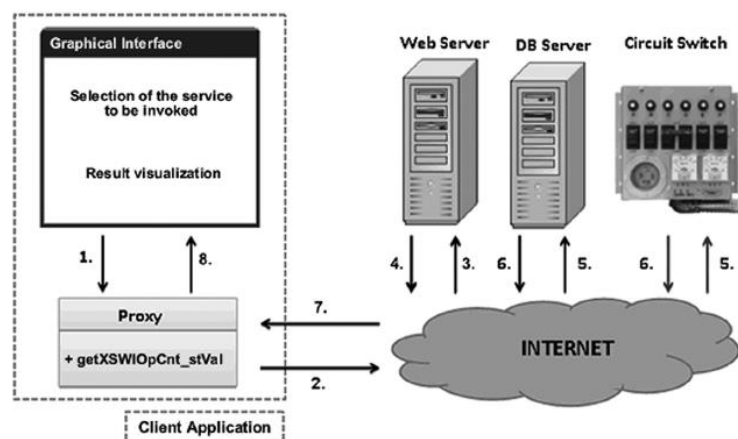 Graphical Interface
Selection of the service
to be invoked
Result visualization
Web Server
DB Server
Circuit Switch
1.
8.
4.
3.
6.
5.
6.
5.
Proxy
+ getXSWIOpCnt_stVal
7.
2.
INTERNET
Client Application